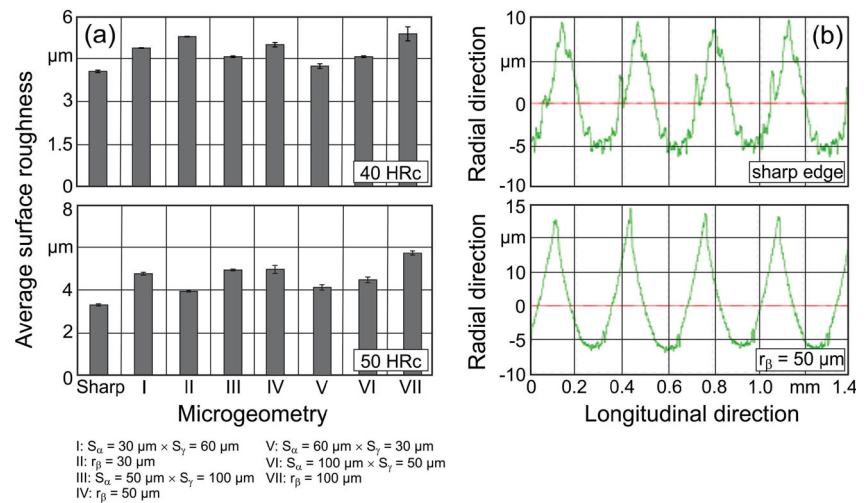 (a)
Average surface roughness
6
µm
3
1.5
0
40 HRc
8
µm
4
2
0
50 HRc
Sharp I II III IV V VI VII
Microgeometry
I: Sα = 30 µm × Sγ = 60 µm
II: rβ = 30 µm
III: Sα = 50 µm × Sγ = 100 µm
IV: rβ = 50 µm
V: Sα = 60 µm × Sγ = 30 µm
VI: Sα = 100 µm × Sγ = 50 µm
VII: rβ = 100 µm
(b)
Radial direction
10
µm
0
-5
-10
sharp edge
Radial direction
15
µm
10
0
-5
-10
rβ = 50 µm
0 0.2 0.4 0.6 0.8 1.0 mm 1.4
Longitudinal direction